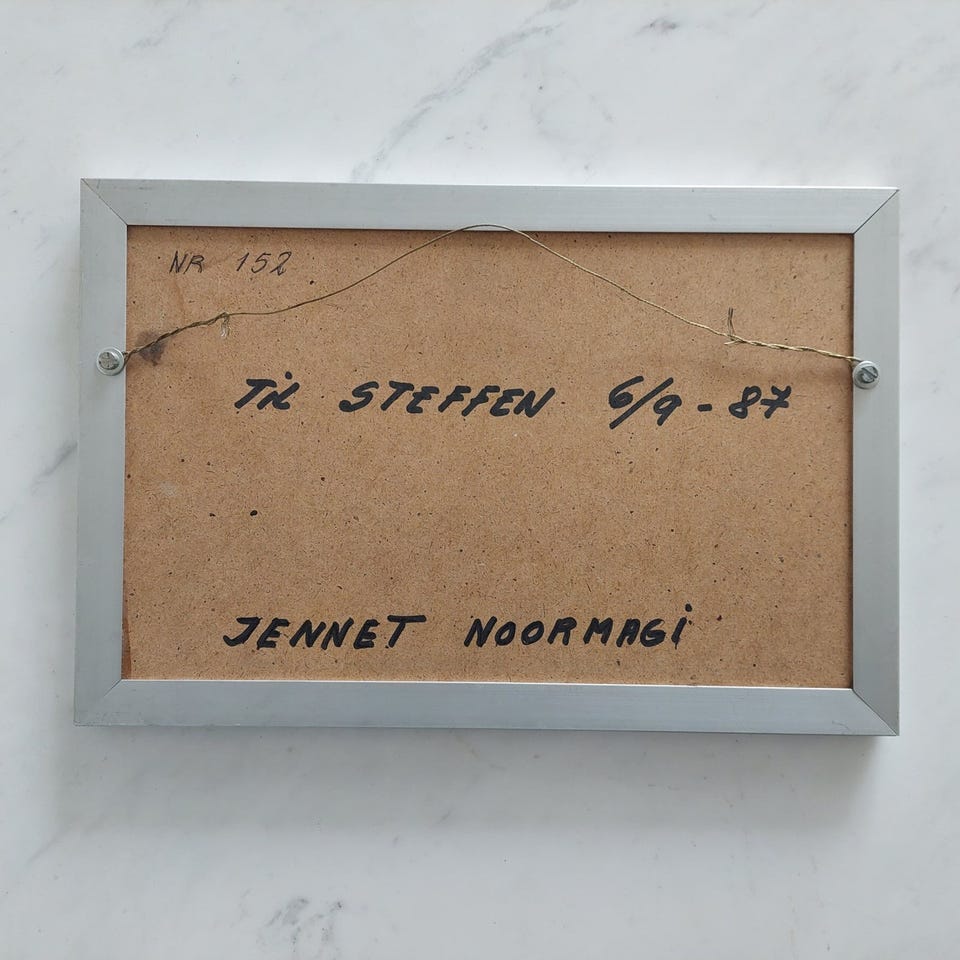 NR 152
TiL STEFFEN 6/9 - 87
JENNET NOORMAGi